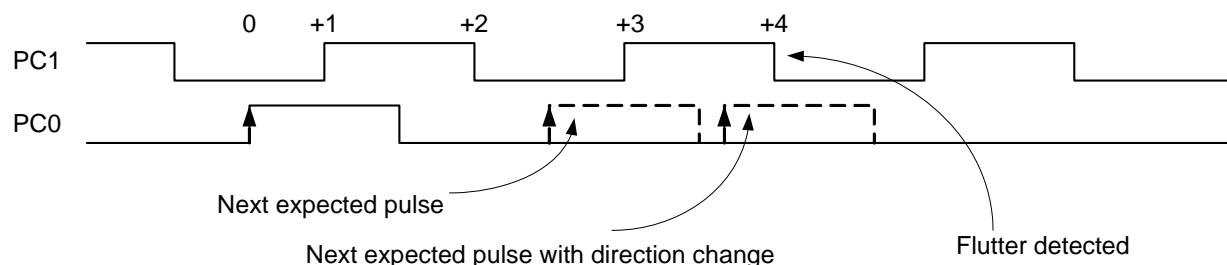 0 +1 +2 +3 +4
PC1
PC0
Next expected pulse
Next expected pulse with direction change
Flutter detected